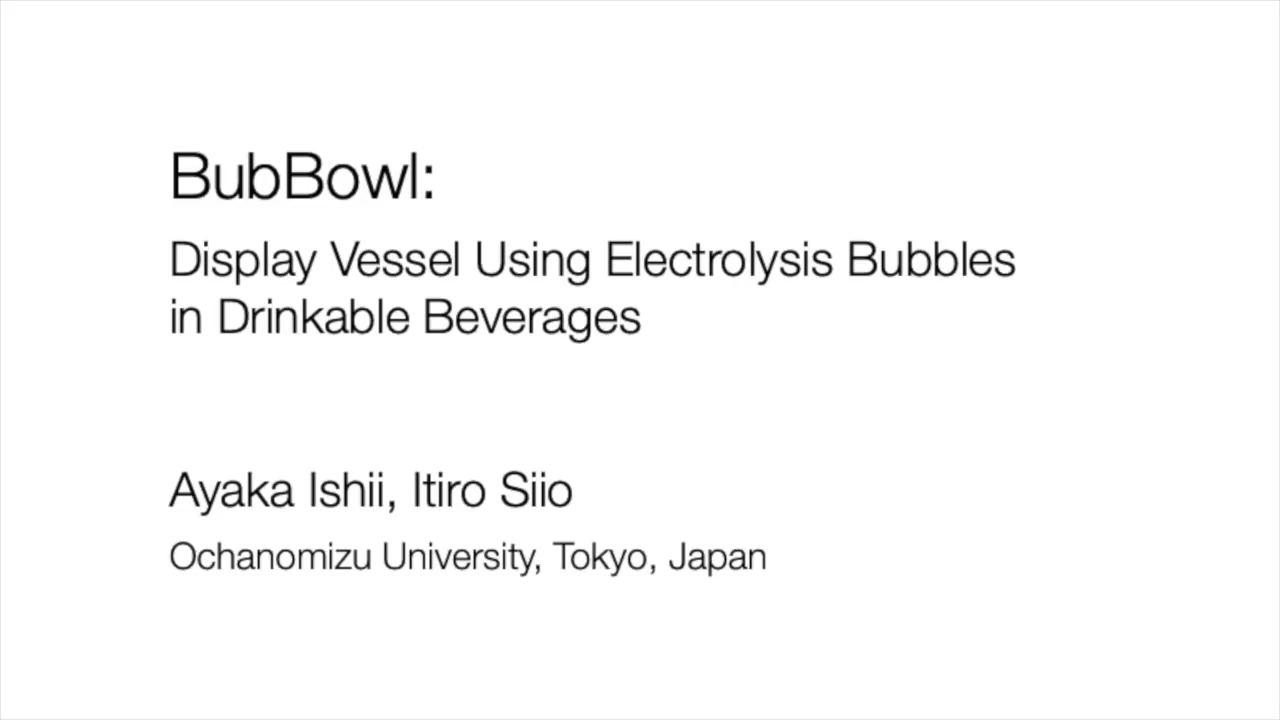 BubBowl:
Display Vessel Using Electrolysis Bubbles
in Drinkable Beverages
Ayaka Ishii, Itiro Siio
Ochanomizu University, Tokyo, Japan